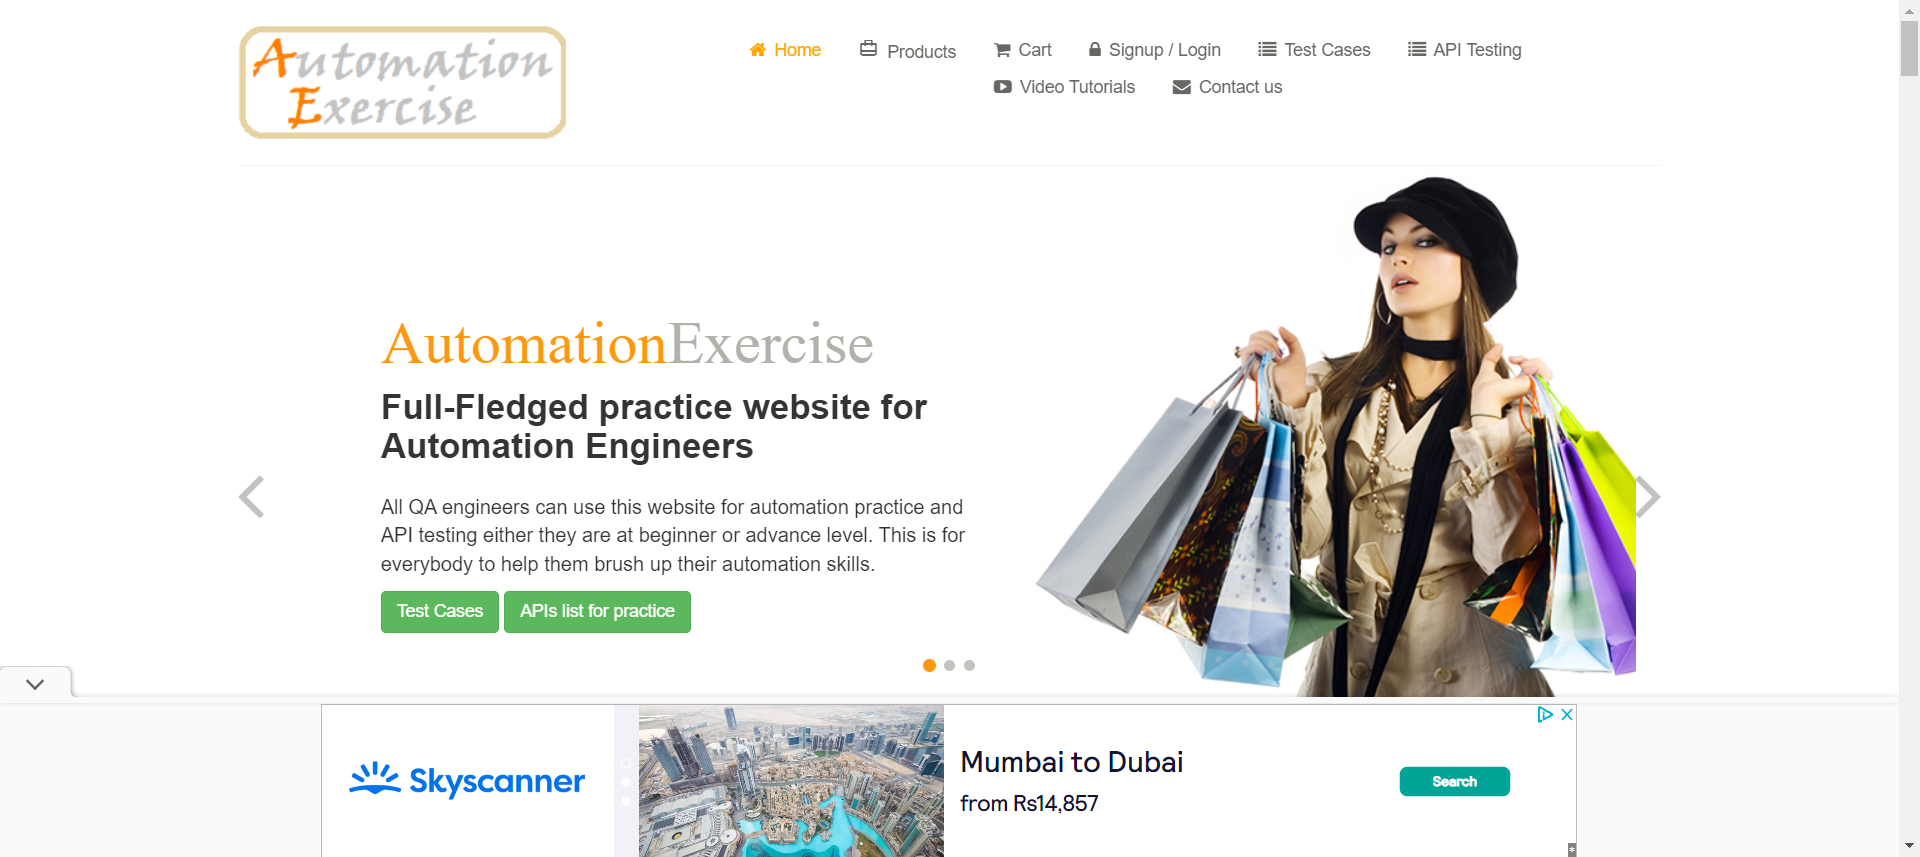 Automation
Exercise
Home
Products
Cart
Signup / Login
Test Cases
API Testing
Video Tutorials
Contact us
AutomationExercise
Full-Fledged practice website for
Automation Engineers
All QA engineers can use this website for automation practice and
API testing either they are at beginner or advance level. This is for
everybody to help them brush up their automation skills.
Test Cases
APIs list for practice
Skyscanner
Mumbai to Dubai
from Rs14,857
Search